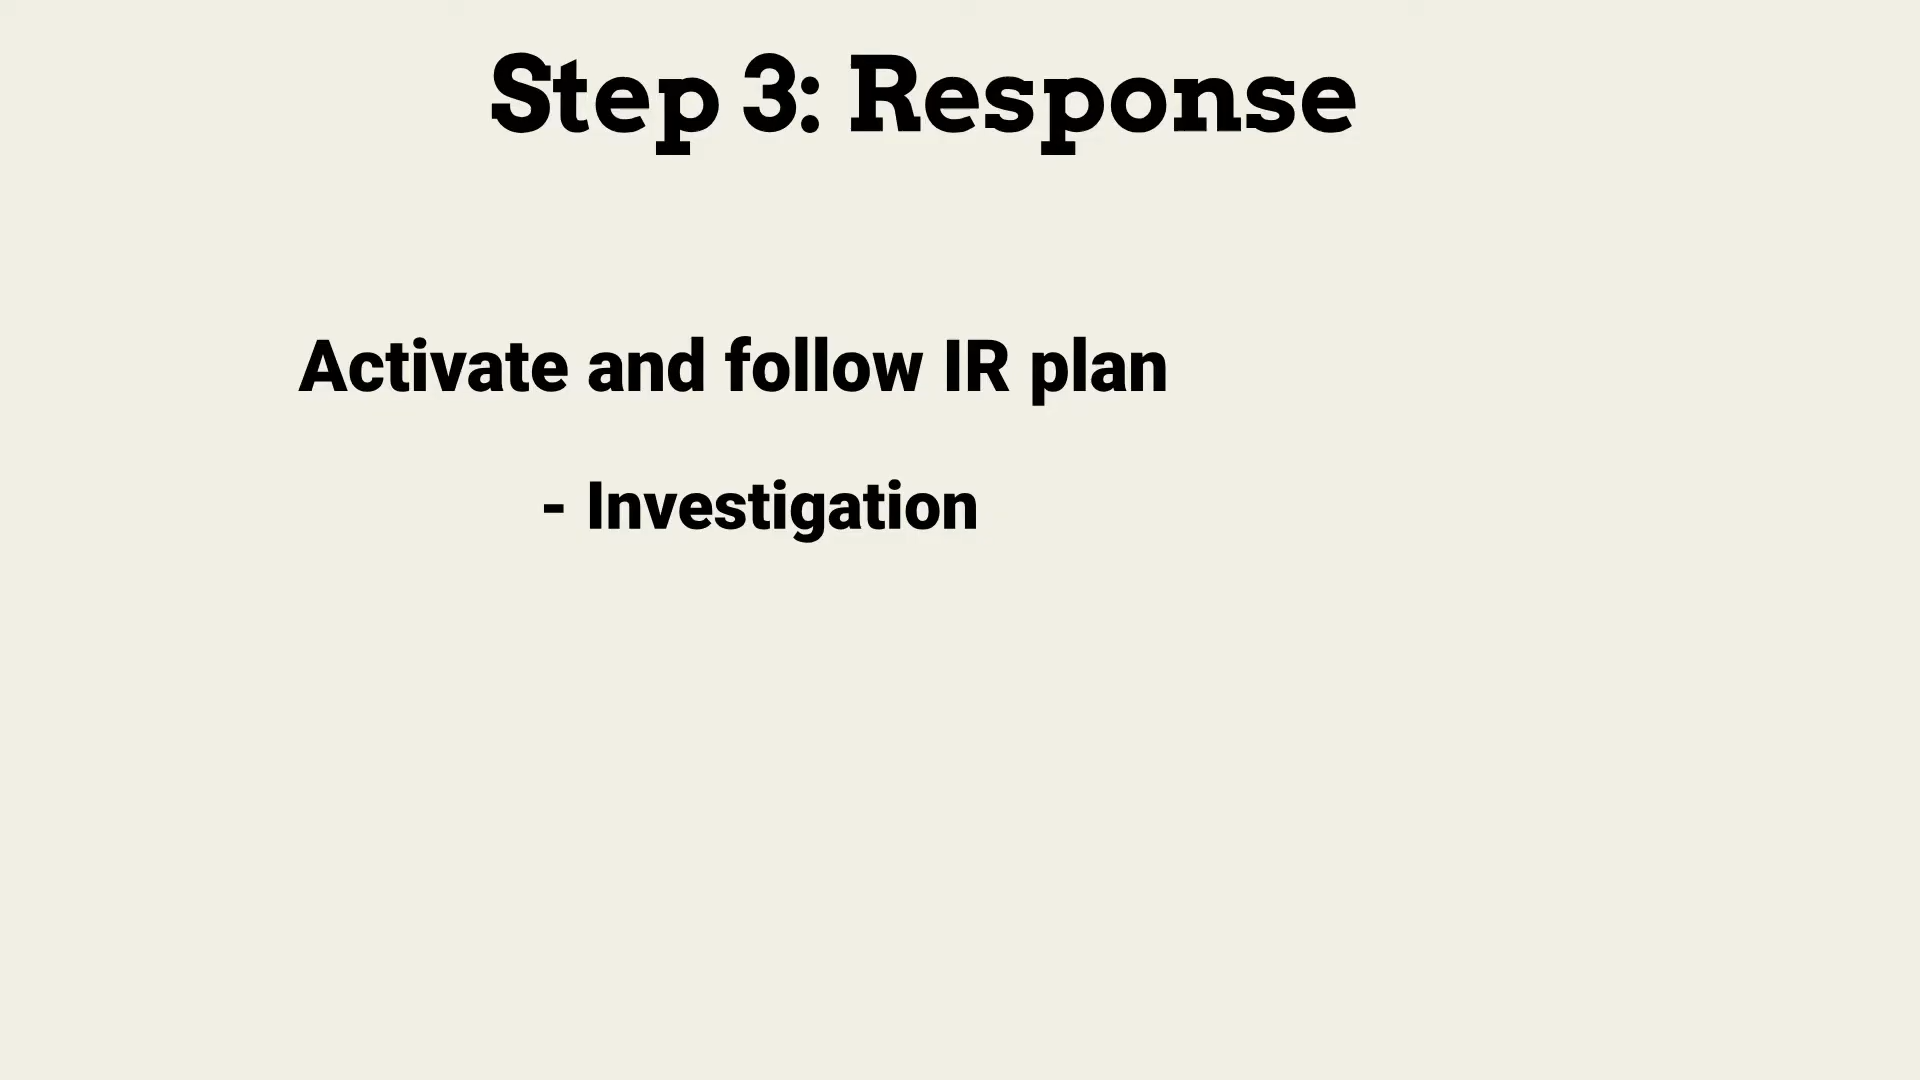 Step 3: Response
Activate and follow IR plan
- Investigation